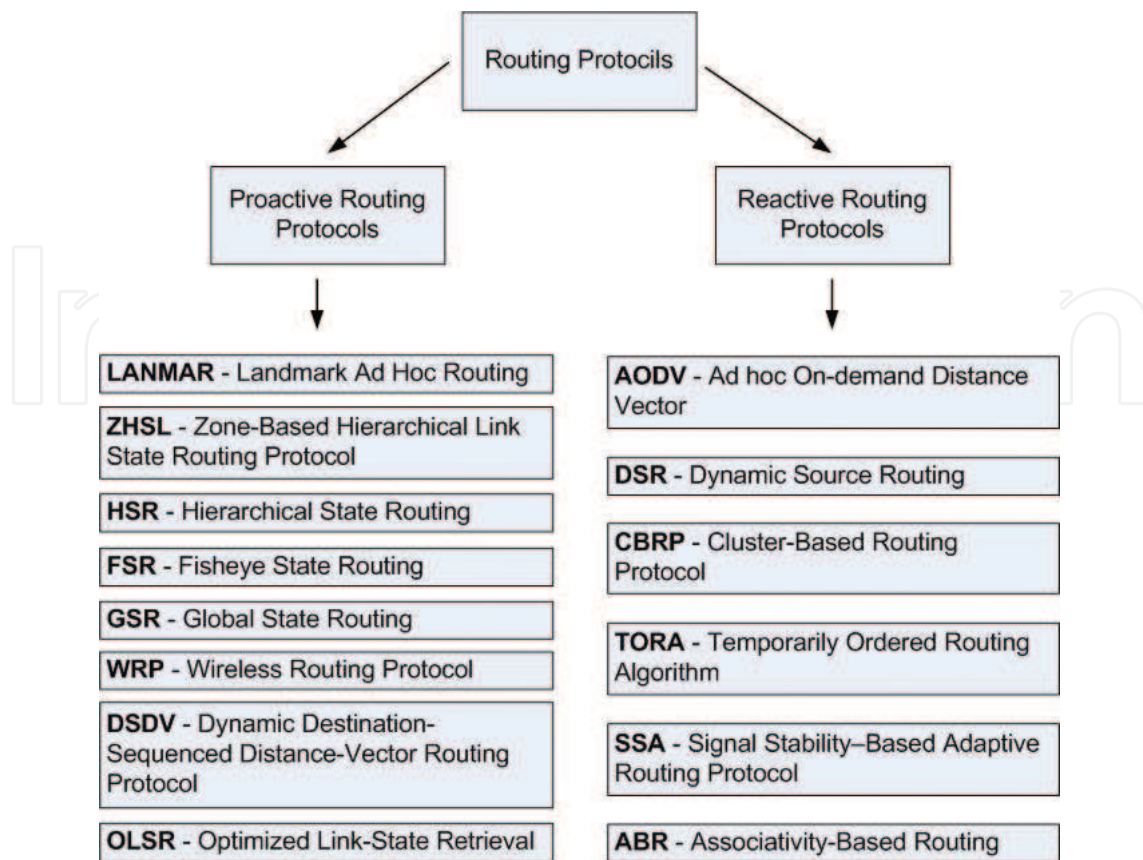 Routing Protocils
Proactive Routing
Protocols
Reactive Routing
Protocols
LANMAR - Landmark Ad Hoc Routing
ZHSL - Zone-Based Hierarchical Link
State Routing Protocol
HSR - Hierarchical State Routing
FSR - Fisheye State Routing
GSR - Global State Routing
WRP - Wireless Routing Protocol
DSDV - Dynamic Destination-
Sequenced Distance-Vector Routing
Protocol
OLSR - Optimized Link-State Retrieval
AODV - Ad hoc On-demand Distance
Vector
DSR - Dynamic Source Routing
CBRP - Cluster-Based Routing
Protocol
TORA - Temporarily Ordered Routing
Algorithm
SSA - Signal Stability–Based Adaptive
Routing Protocol
ABR - Associativity-Based Routing